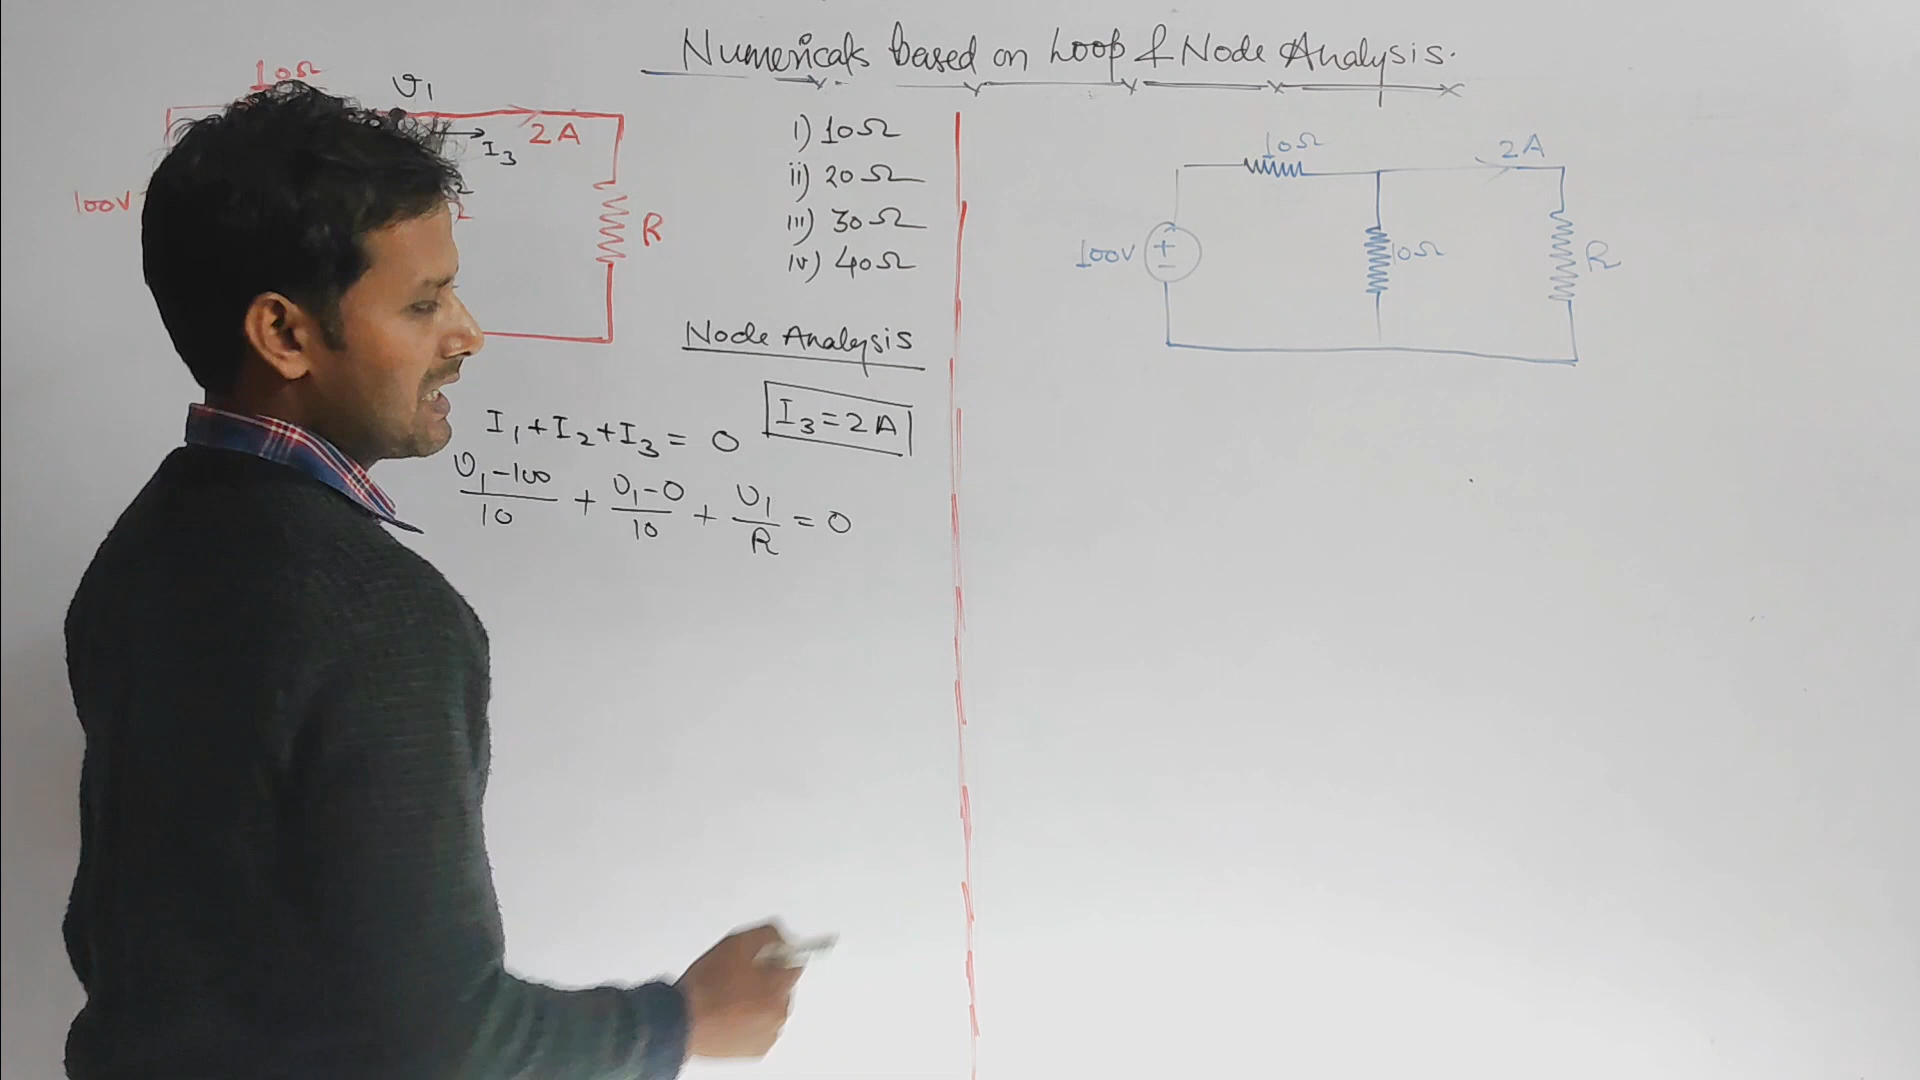 Numericals based on Loop & Node Analysis.
10Ω
V1
I3
2A
100V
R
i) 10Ω
ii) 20Ω
iii) 30Ω
iv) 40Ω
Node Analysis
I1+I2+I3 = 0
I3=2A
V1-100/10 + V1-0/10 + V1/R = 0
10Ω
2A
100V
+
-
10Ω
R